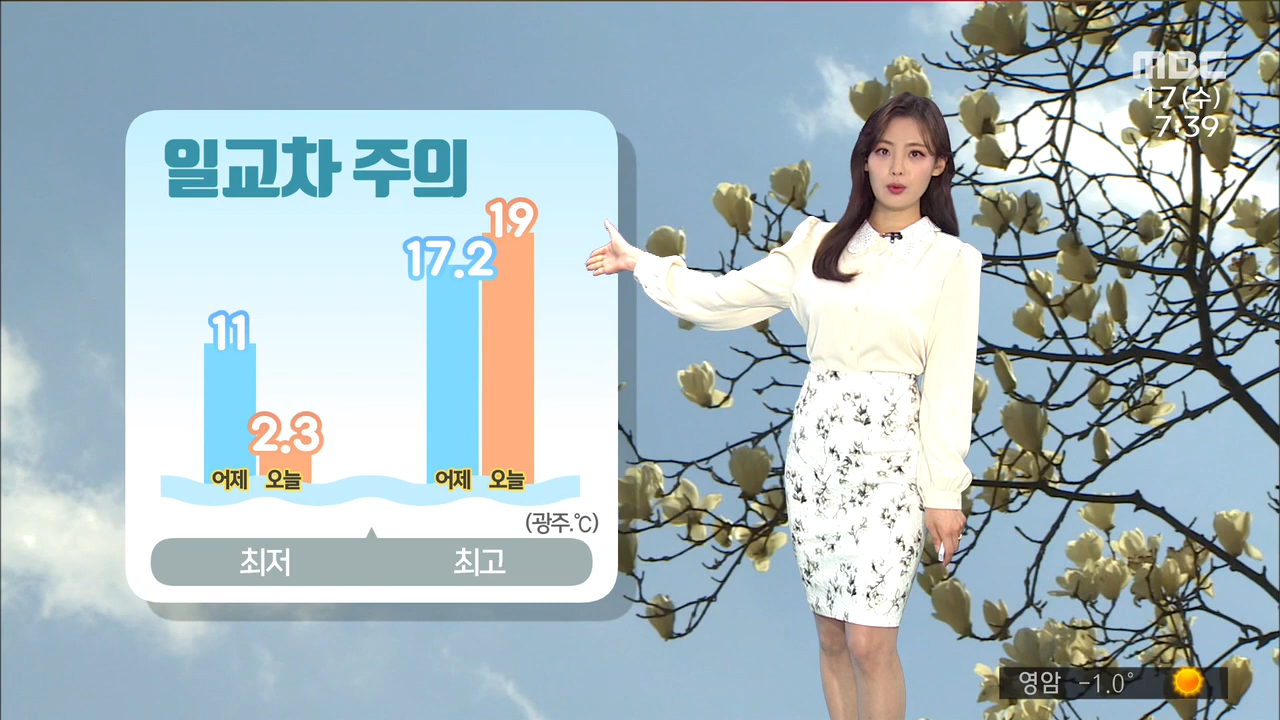 일교차 주의
11
2.3
17.2
19
어제 오늘
어제 오늘
(광주.℃)
최저
최고
MBC
17(수)
7:39
영암 -1.0°